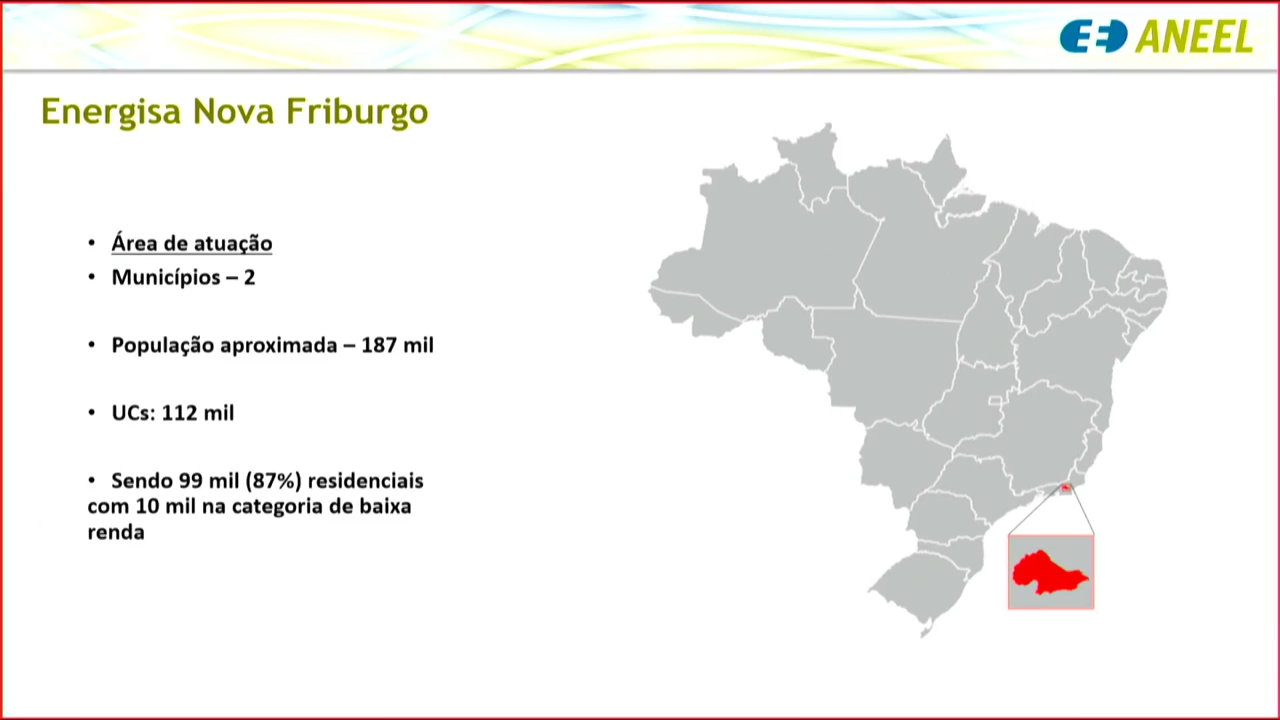 ANEEL
Energisa Nova Friburgo
• Área de atuação
• Municípios – 2
• População aproximada – 187 mil
• UCs: 112 mil
• Sendo 99 mil (87%) residenciais
com 10 mil na categoria de baixa
renda